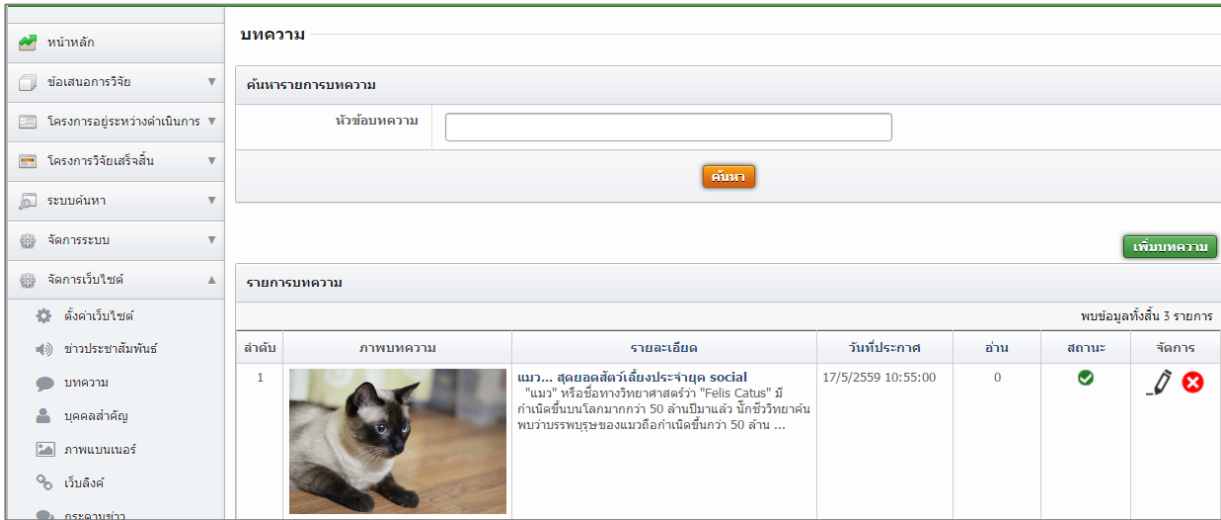 หน้าหลัก
ข้อเสนอการวิจัย
โครงการอยู่ระหว่างดำเนินการ
โครงการวิจัยเสร็จสิ้น
ระบบค้นหา
จัดการระบบ
จัดการเว็บไซต์
ตั้งค่าเว็บไซต์
ข่าวประชาสัมพันธ์
บทความ
บุคคลสำคัญ
ภาพแบนเนอร์
เว็บลิงค์
กระดานข่าว
บทความ
ค้นหารายการบทความ
หัวข้อบทความ
ค้นหา
เพิ่มบทความ
รายการบทความ
พบข้อมูลทั้งสิ้น 3 รายการ
ลำดับ ภาพบทความ รายละเอียด วันที่ประกาศ อ่าน สถานะ จัดการ
1 แมว... สุดยอดสัตว์เลี้ยงประจำยุค social 17/5/2559 10:55:00 0
"แมว" หรือชื่อทางวิทยาศาสตร์ว่า "Felis Catus" มี
กำเนิดขึ้นบนโลกมากกว่า 50 ล้านปีมาแล้ว นักชีววิทยาค้น
พบว่าบรรพบุรุษของแมวถือกำเนิดขึ้นกว่า 50 ล้าน ...